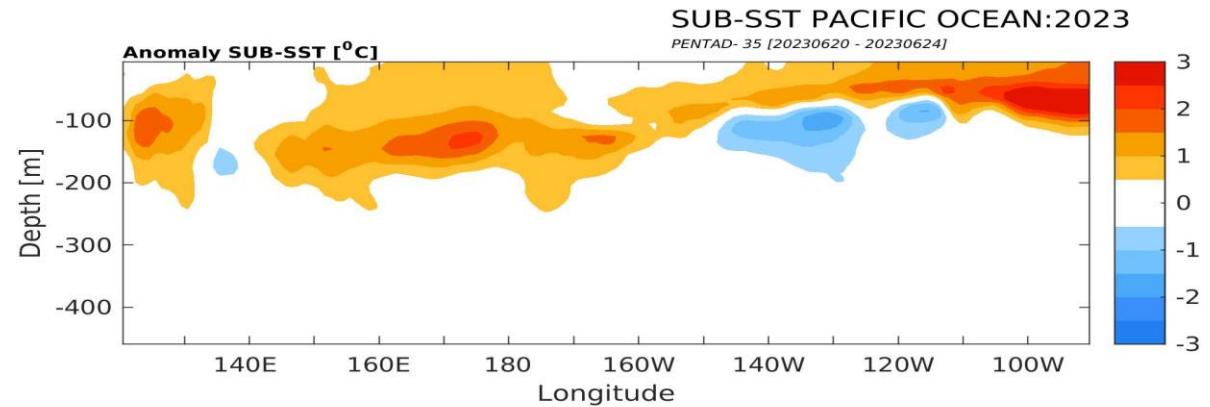 SUB-SST PACIFIC OCEAN:2023
Anomaly SUB-SST [⁰C]
PENTAD- 35 [20230620 - 20230624]
-100
-200
-300
-400
Depth [m]
140E 160E 180 160W 140W 120W 100W
Longitude
3
2
1
0
-1
-2
-3